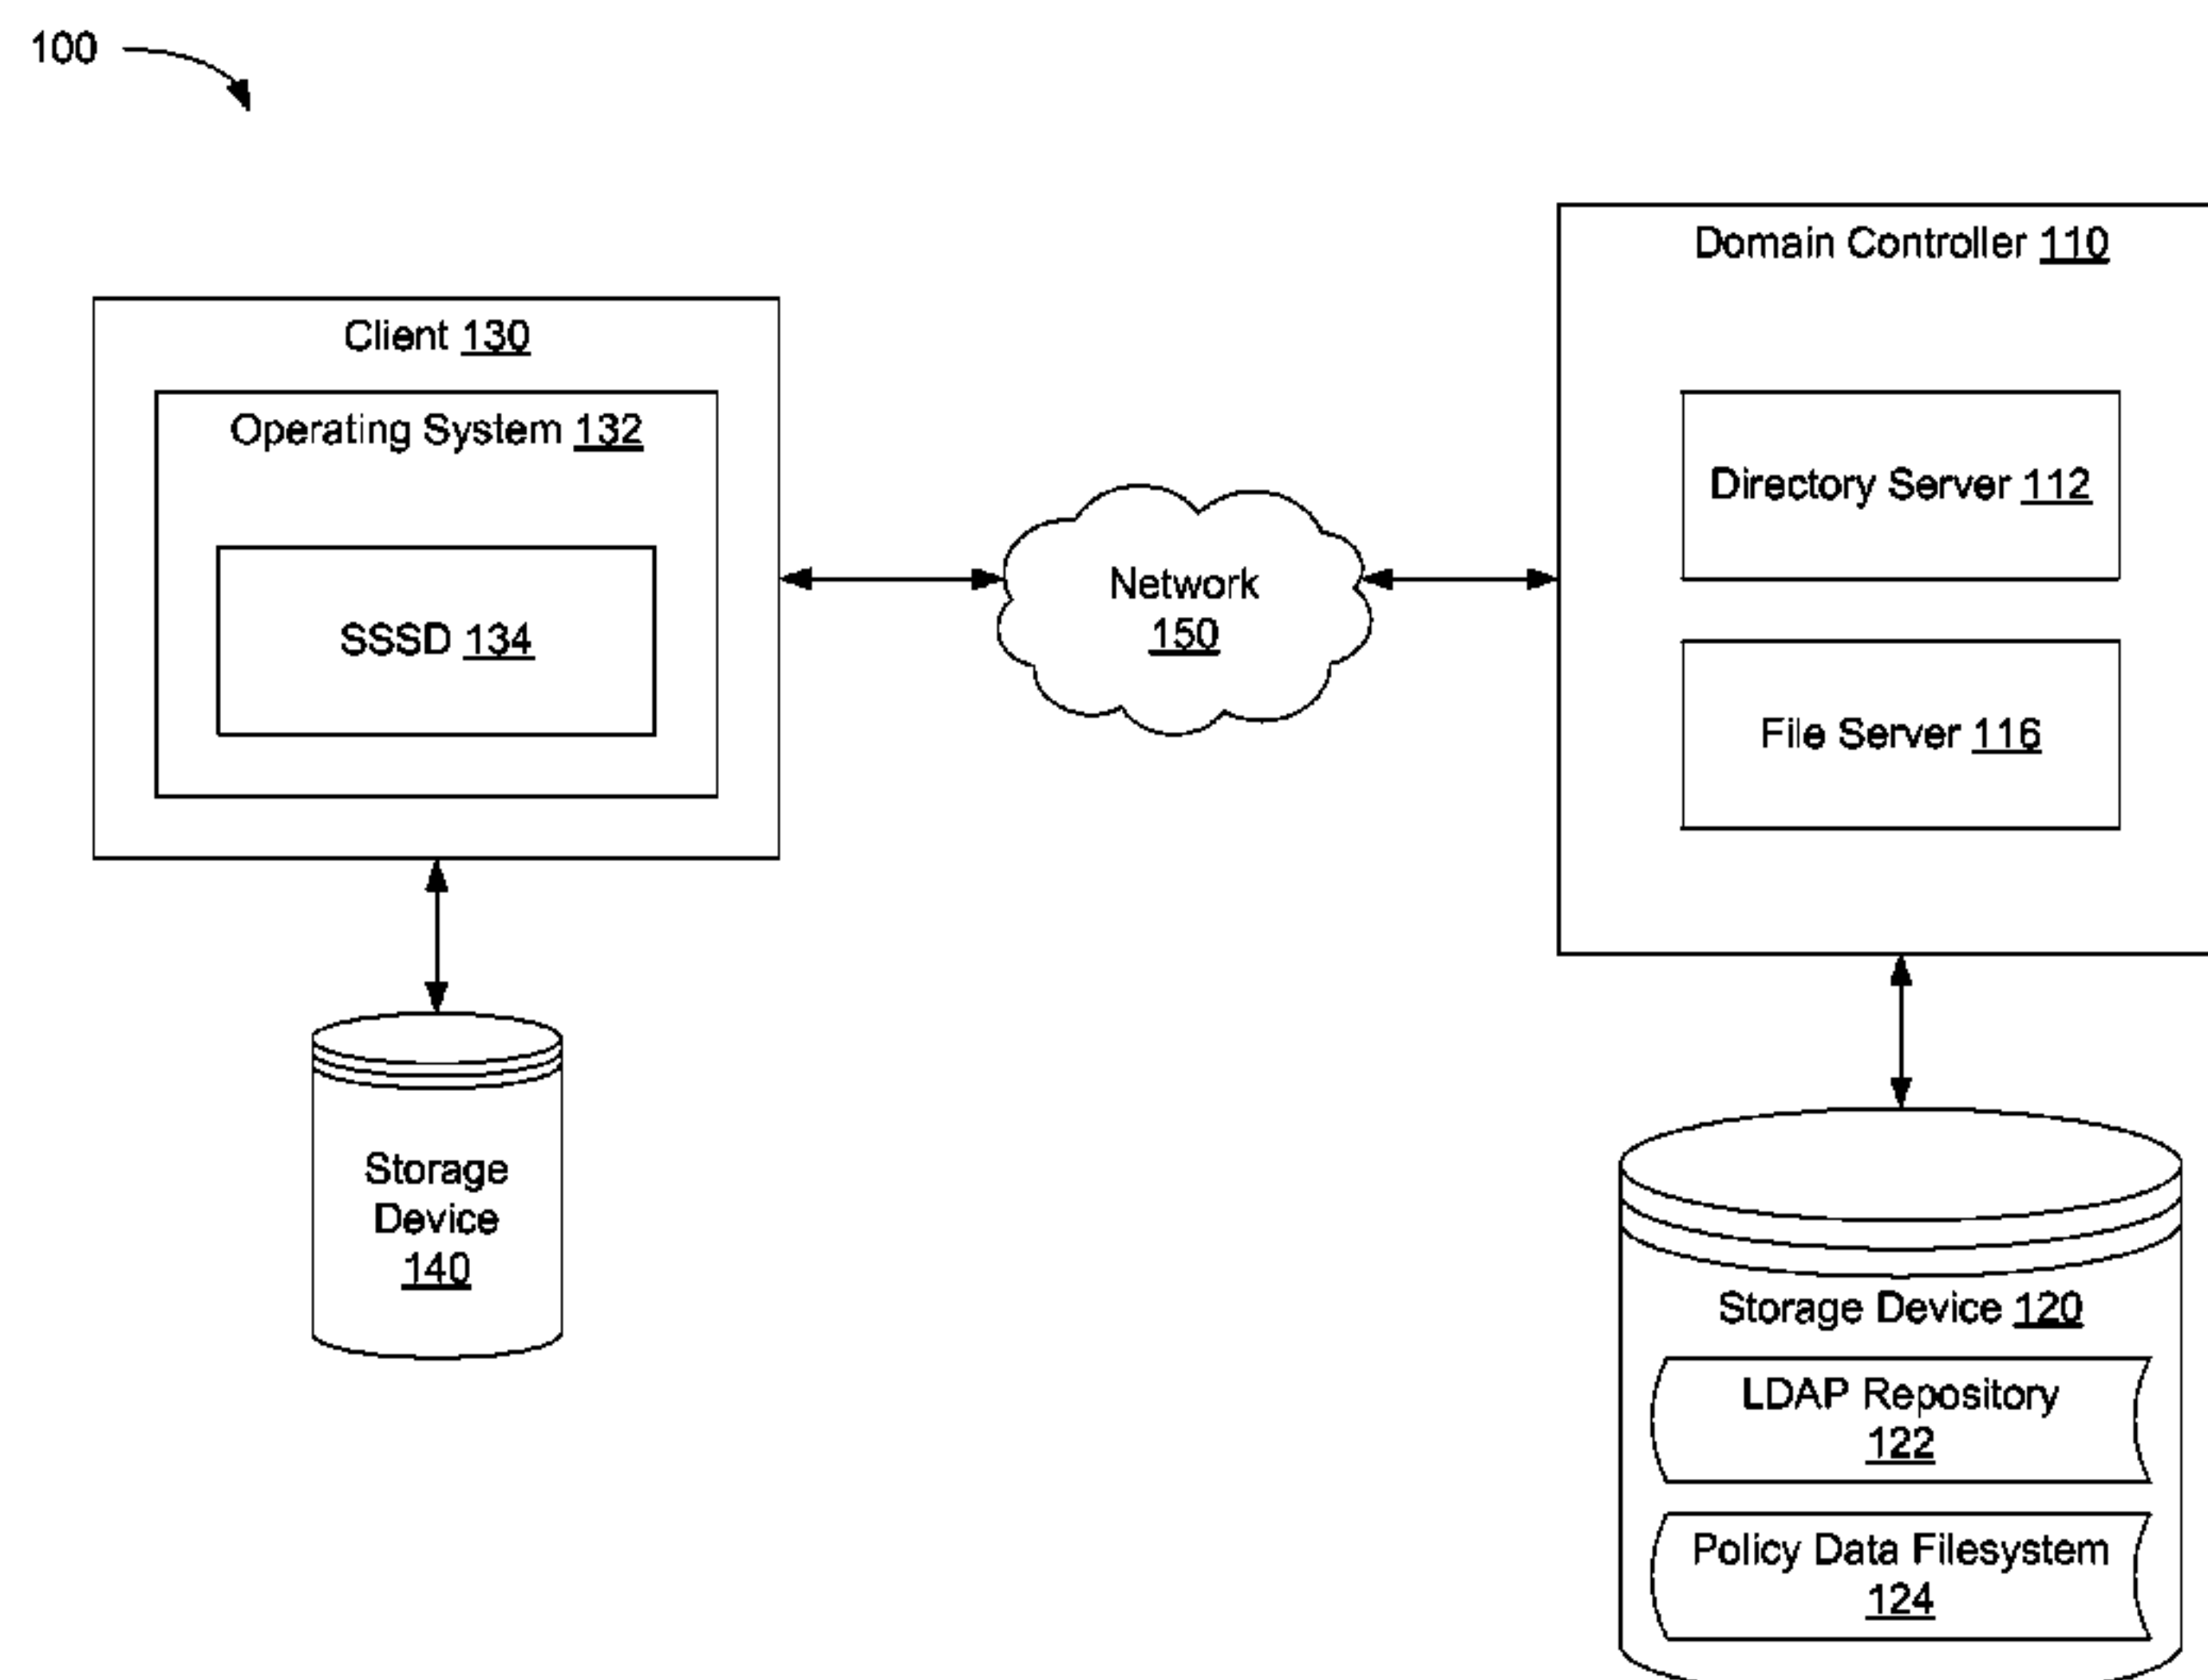 100
Client 130
Operating System 132
SSSD 134
Storage
Device
140
Network
150
Domain Controller 110
Directory Server 112
File Server 116
Storage Device 120
LDAP Repository
122
Policy Data Filesystem
124